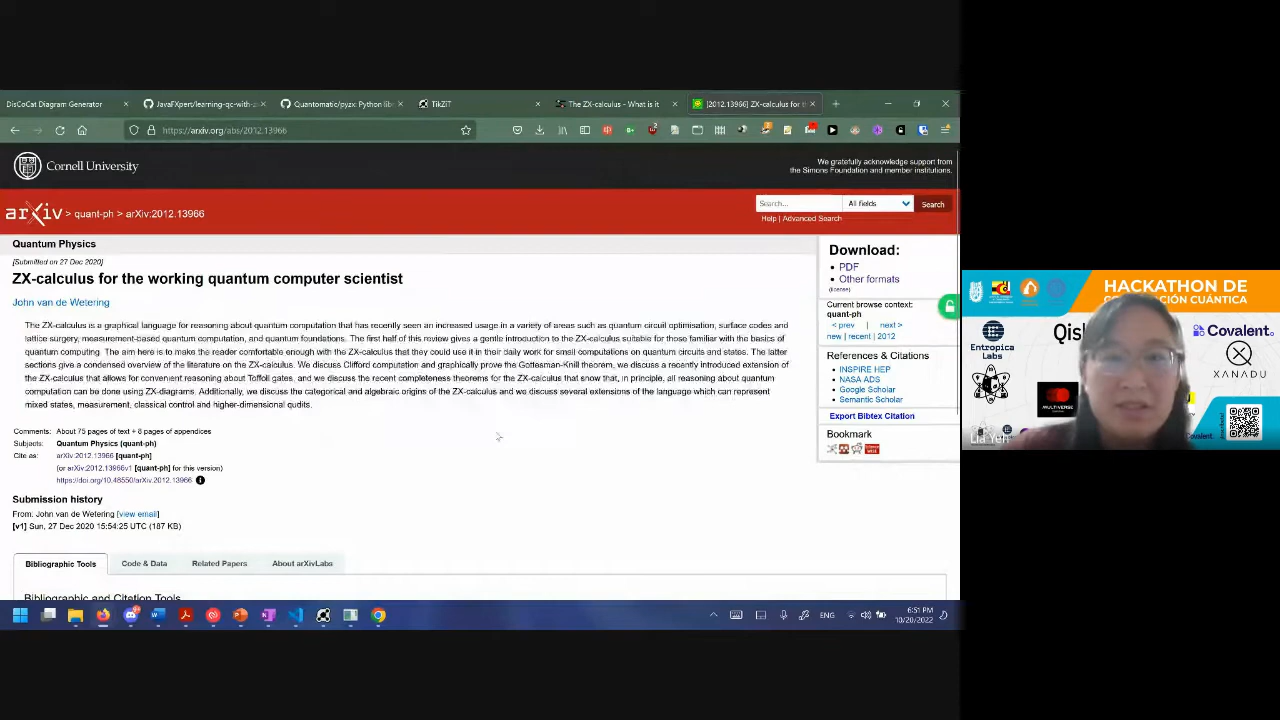 DisCoCat Diagram Generator
JavaFXpert/learning-qc-with-z
Quantomatic/pyzx: Python lib
TikZiT
The ZX-calculus - What is it
[2012.13966] ZX-calculus for th
https://arxiv.org/abs/2012.13966
Cornell University
We gratefully acknowledge support from
the Simons Foundation and member institutions.
arXiv > quant-ph > arXiv:2012.13966
Search...
All fields
Search
Help | Advanced Search
Quantum Physics
[Submitted on 27 Dec 2020]
ZX-calculus for the working quantum computer scientist
John van de Wetering
The ZX-calculus is a graphical language for reasoning about quantum computation that has recently seen an increased usage in a variety of areas such as quantum circuit optimisation, surface codes and
lattice surgery, measurement-based quantum computation, and quantum foundations. The first half of this review gives a gentle introduction to the ZX-calculus suitable for those familiar with the basics of
quantum computing. The aim here is to make the reader comfortable enough with the ZX-calculus that they could use it in their daily work for small computations on quantum circuits and states. The latter
sections give a condensed overview of the literature on the ZX-calculus. We discuss Clifford computation and graphically prove the Gottesman-Knill theorem, we discuss a recently introduced extension of
the ZX-calculus that allows for convenient reasoning about Toffoli gates, and we discuss the recent completeness theorems for the ZX-calculus that show that, in principle, all reasoning about quantum
computation can be done using ZX-diagrams. Additionally, we discuss the categorical and algebraic origins of the ZX-calculus and we discuss several extensions of the language which can represent
mixed states, measurement, classical control and higher-dimensional qudits.
Comments: About 75 pages of text + 8 pages of appendices
Subjects: Quantum Physics (quant-ph)
Cite as: arXiv:2012.13966 [quant-ph]
(or arXiv:2012.13966v1 [quant-ph] for this version)
https://doi.org/10.48550/arXiv.2012.13966
Submission history
From: John van de Wetering [view email]
[v1] Sun, 27 Dec 2020 15:54:25 UTC (187 KB)
Bibliographic Tools
Code & Data
Related Papers
About arXivLabs
Bibliographic and Citation Tools
Download:
PDF
Other formats
(license)
Current browse context:
quant-ph
< prev | next >
new | recent | 2012
References & Citations
INSPIRE HEP
NASA ADS
Google Scholar
Semantic Scholar
Export Bibtex Citation
Bookmark
ENG
6:51 PM
10/20/2022
HACKATHON DE
CUÁNTICA
Entropica
Labs
Covalent.
XANADU
MULTIVERSE
Lia Yeh